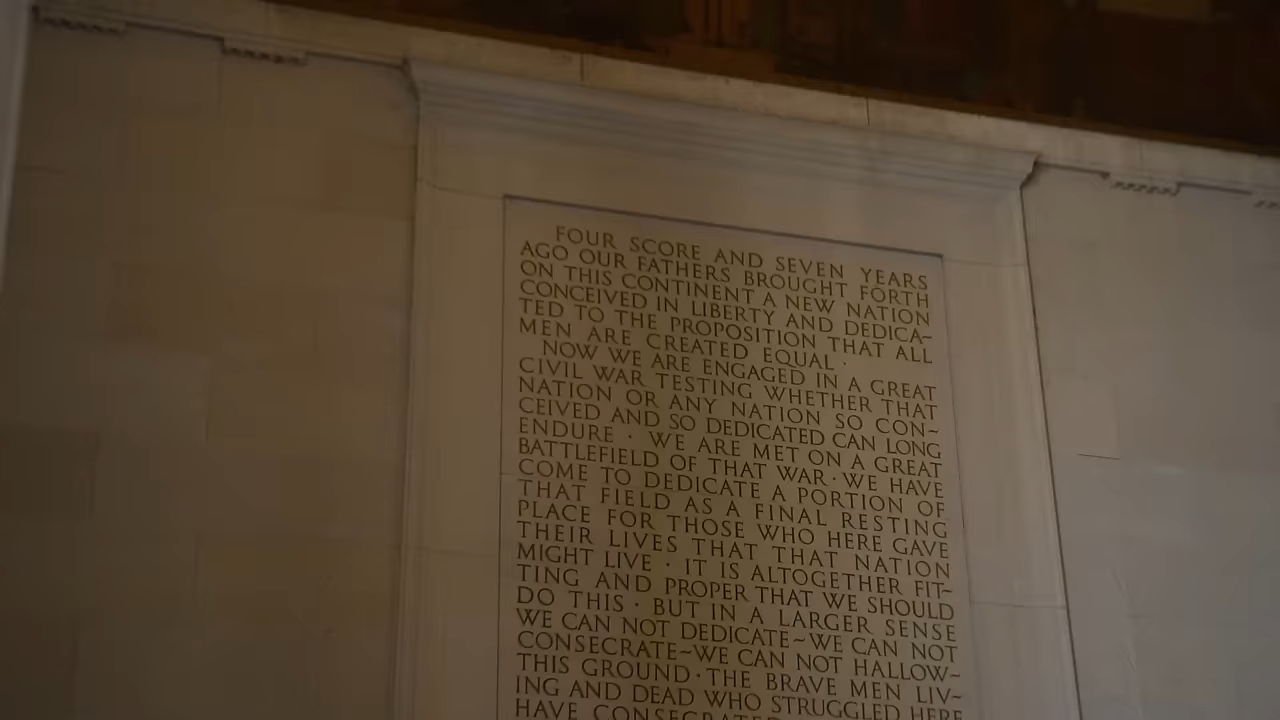 FOUR SCORE AND SEVEN YEARS
AGO OUR FATHERS BROUGHT FORTH
ON THIS CONTINENT A NEW NATION
CONCEIVED IN LIBERTY AND DEDICA~
TED TO THE PROPOSITION THAT ALL
MEN ARE CREATED EQUAL ·
NOW WE ARE ENGAGED IN A GREAT
CIVIL WAR TESTING WHETHER THAT
NATION OR ANY NATION SO CON~
CEIVED AND SO DEDICATED CAN LONG
ENDURE · WE ARE MET ON A GREAT
BATTLEFIELD OF THAT WAR · WE HAVE
COME TO DEDICATE A PORTION OF
THAT FIELD AS A FINAL RESTING
PLACE FOR THOSE WHO HERE GAVE
THEIR LIVES THAT THAT NATION
MIGHT LIVE · IT IS ALTOGETHER FIT~
TING AND PROPER THAT WE SHOULD
DO THIS · BUT IN A LARGER SENSE
WE CAN NOT DEDICATE~WE CAN NOT
CONSECRATE~WE CAN NOT HALLOW~
THIS GROUND · THE BRAVE MEN LIV~
ING AND DEAD WHO STRUGGLED HERE
HAVE CONSECRATED